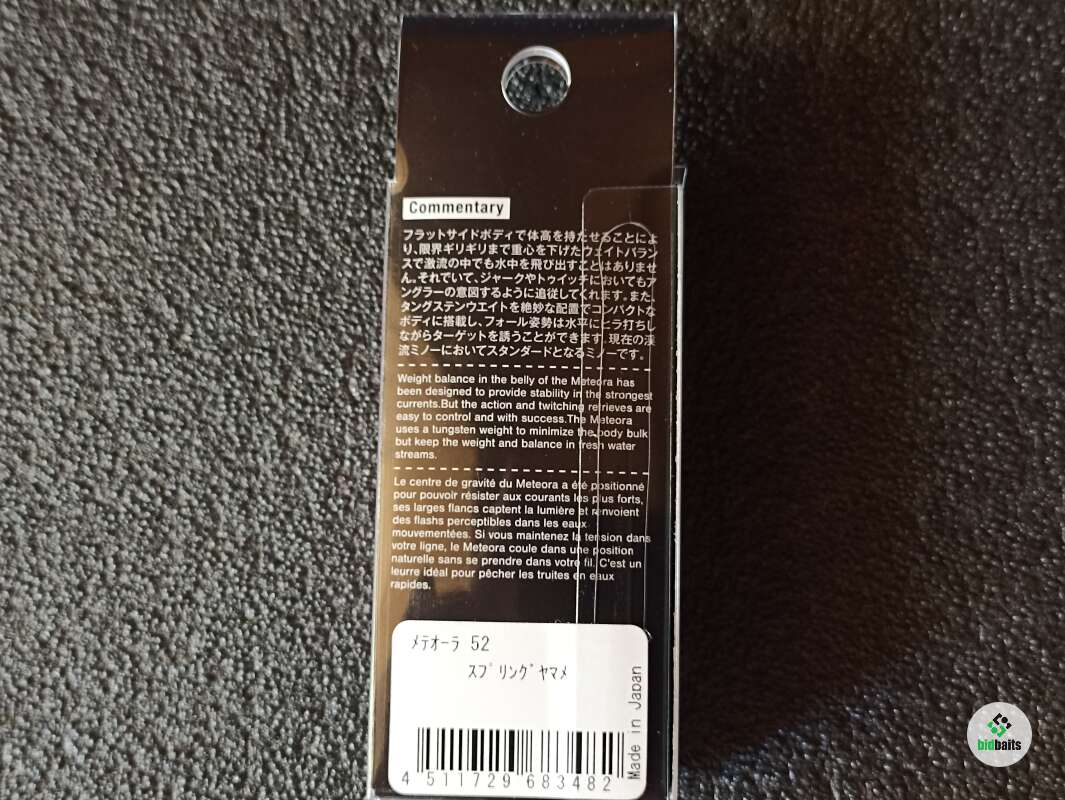 Commentary
フラットサイドボディで体高を持たせることによ
り、限界ギリギリまで重心を下げたウェイトバラン
スで激流の中でも水中を飛び出すことはありませ
ん。それでいて、ジャークやトゥイッチにおいてもア
ングラーの意図するように追従してくれます。また、
タングステンウエイトを絶妙な配置でコンパクトな
ボディに搭載し、フォール姿勢は水平にヒラ打ちし
ながらターゲットを誘うことができます。現在の渓
流ミノーにおいてスタンダードとなるミノーです。
Weight balance in the belly of the Meteora has
been designed to provide stability in the strongest
currents.But the action and twitching retrieves are
easy to control and with success.The Meteora
uses a tungsten weight to minimize the body bulk
but keep the weight and balance in fresh water
streams.
Le centre de gravité du Meteora a été positionné
pour pouvoir résister aux courants les plus forts,
ses larges flancs captent la lumière et renvoient
des flashs perceptibles dans les eaux
mouvementées. Si vous maintenez la tension dans
votre ligne, le Meteora coule dans une position
naturelle sans se prendre dans votre fil. C'est un
leurre idéal pour pêcher les truites en eaux
rapides.
ﾒﾃｵｰﾗ 52
ｽﾌﾟﾘﾝｸﾞﾔﾏﾒ
Made in Japan
4 511729 683482
bidbaits